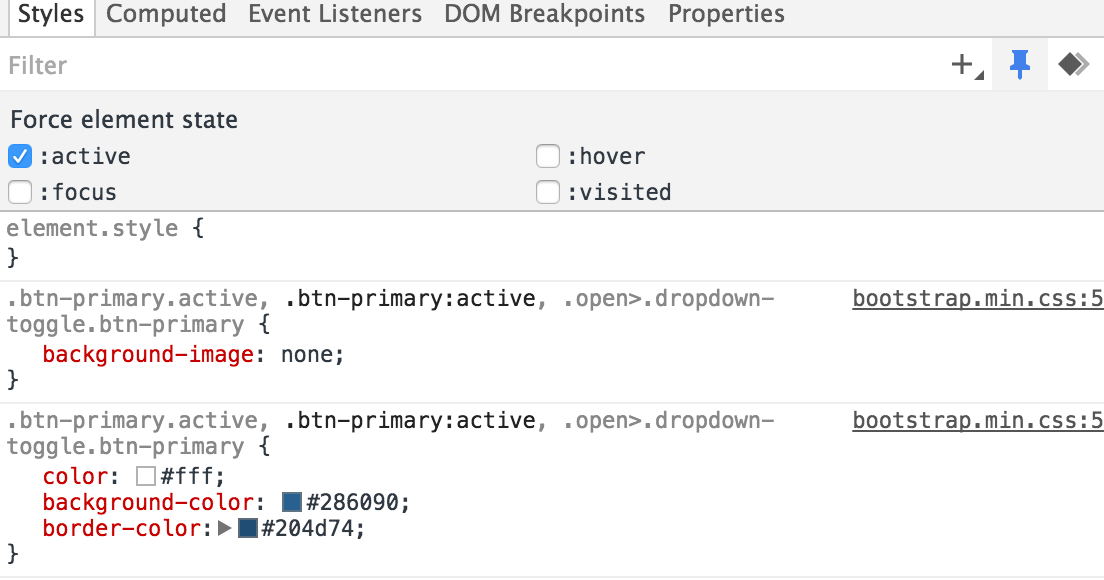 Styles Computed Event Listeners DOM Breakpoints Properties
Filter
Force element state
:active :hover
:focus :visited
element.style {
}
.btn-primary.active, .btn-primary:active, .open>.dropdown- bootstrap.min.css:5
toggle.btn-primary {
background-image: none;
}
.btn-primary.active, .btn-primary:active, .open>.dropdown- bootstrap.min.css:5
toggle.btn-primary {
color: #fff;
background-color: #286090;
border-color: #204d74;
}